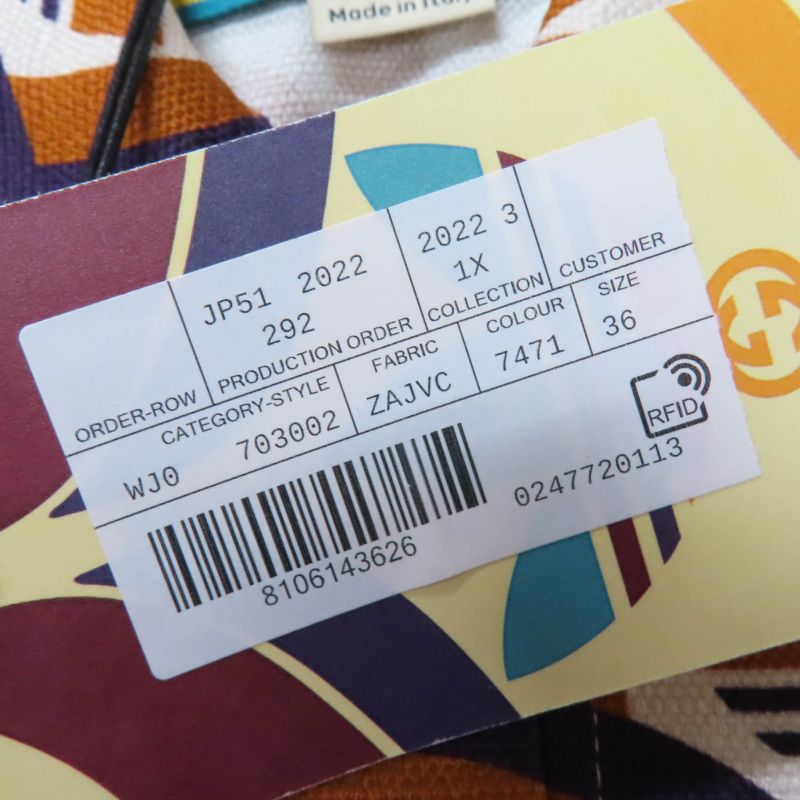 Made in Italy
JP51 2022
292
2022 3
1X
ORDER-ROW
PRODUCTION ORDER
COLLECTION
CUSTOMER
CATEGORY-STYLE
FABRIC
COLOUR
SIZE
WJ0 703002
ZAJVC
7471
36
RFID
8106143626
0247720113